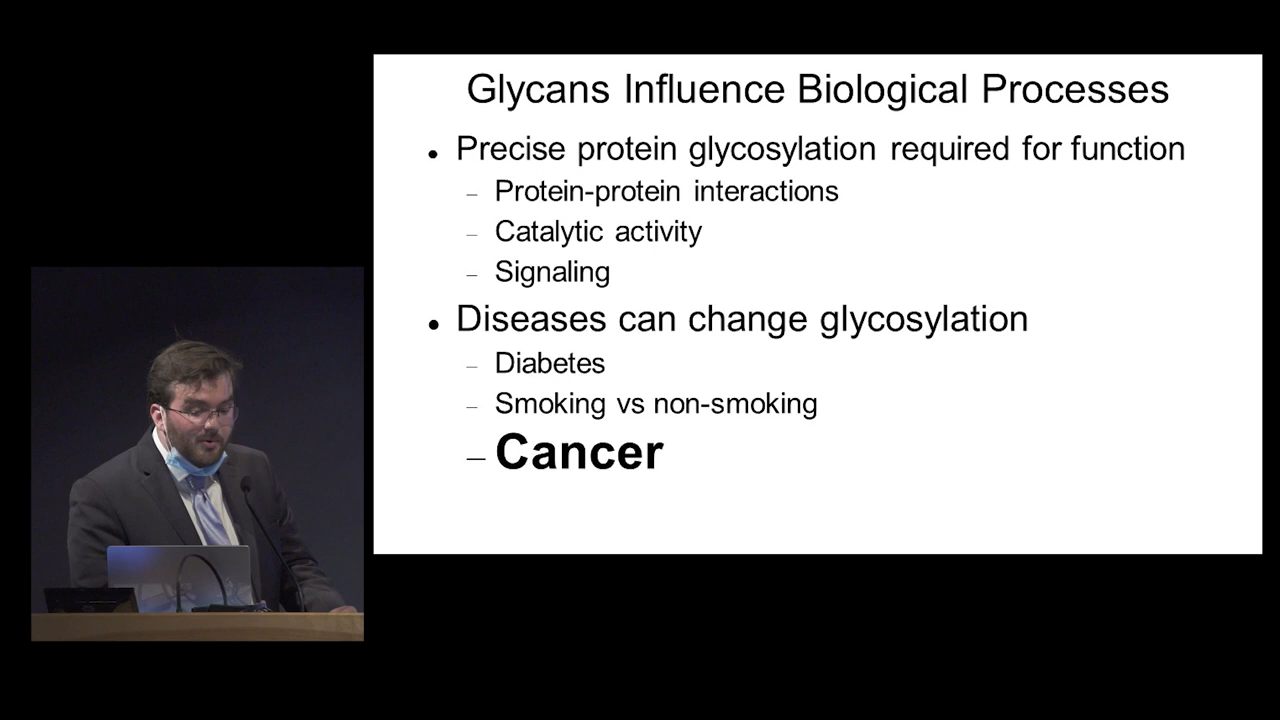 Glycans Influence Biological Processes
● Precise protein glycosylation required for function
– Protein-protein interactions
– Catalytic activity
– Signaling
● Diseases can change glycosylation
– Diabetes
– Smoking vs non-smoking
– Cancer